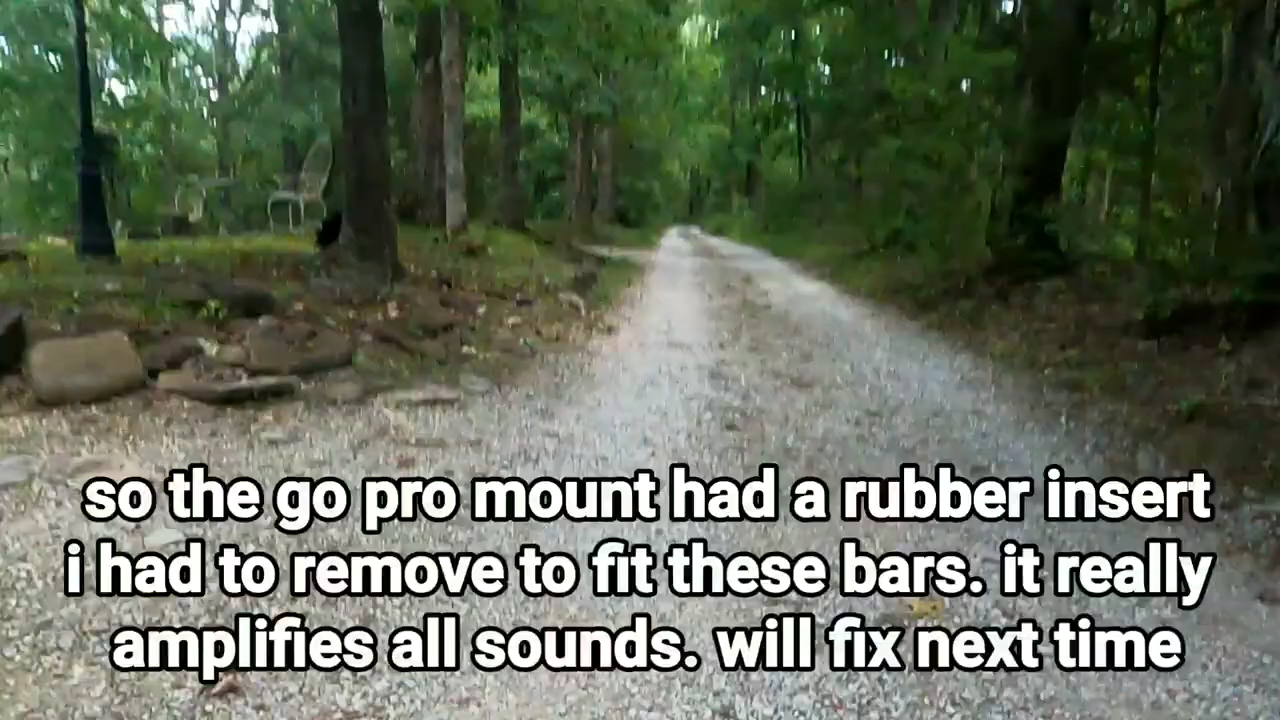 so the go pro mount had a rubber insert
i had to remove to fit these bars. it really
amplifies all sounds. will fix next time